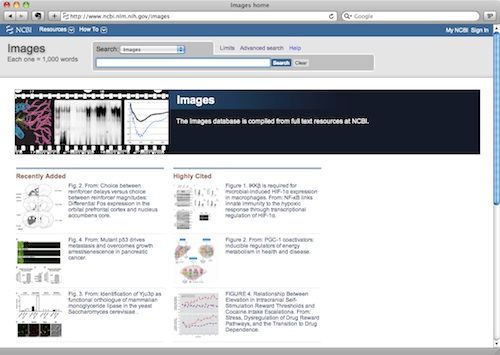 Images home
http://www.ncbi.nlm.nih.gov/images
Google
NCBI Resources How To My NCBI Sign In
Images
Each one = 1,000 words
Search: Images Limits Advanced search Help
Search Clear
Images
The Images database is compiled from full text resources at NCBI.
Recently Added
Fig. 2. From: Choice between
reinforcer delays versus choice
between reinforcer magnitudes:
Differential Fos expression in the
orbital prefrontal cortex and nucleus
accumbens core.
Fig. 4. From: Mutant p53 drives
metastasis and overcomes growth
arrest/senescence in pancreatic
cancer.
Fig. 3. From: Identification of Yju3p as
functional orthologue of mammalian
monoglyceride lipase in the yeast
Saccharomyces cerevisiae.
Highly Cited
Figure 1. IKKβ is required for
microbial-induced HIF-1α expression
in macrophages. From: NF-κB links
innate immunity to the hypoxic
response through transcriptional
regulation of HIF-1α.
Figure 2. From: PGC-1 coactivators:
inducible regulators of energy
metabolism in health and disease.
FIGURE 4. Relationship Between
Elevation in Intracranial Self-
Stimulation Reward Thresholds and
Cocaine Intake Escalationa. From:
Stress, Dysregulation of Drug Reward
Pathways, and the Transition to Drug
Dependence.